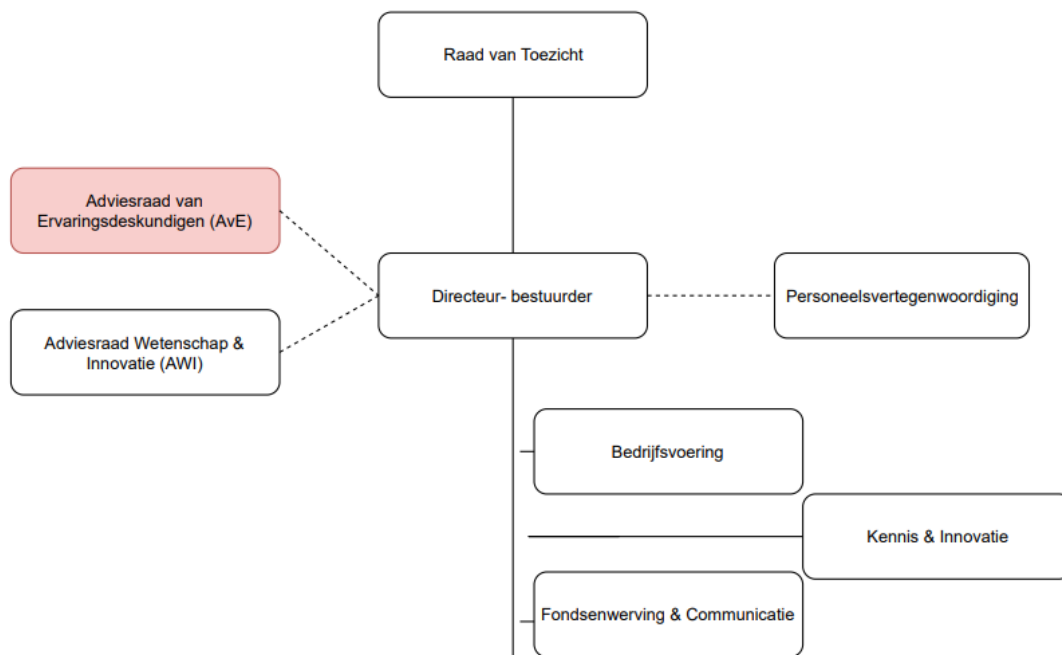 Raad van Toezicht
Adviesraad van
Ervaringsdeskundigen (AvE)
Directeur- bestuurder
Personeelsvertegenwoordiging
Adviesraad Wetenschap &
Innovatie (AWI)
Bedrijfsvoering
Kennis & Innovatie
Fondsenwerving & Communicatie